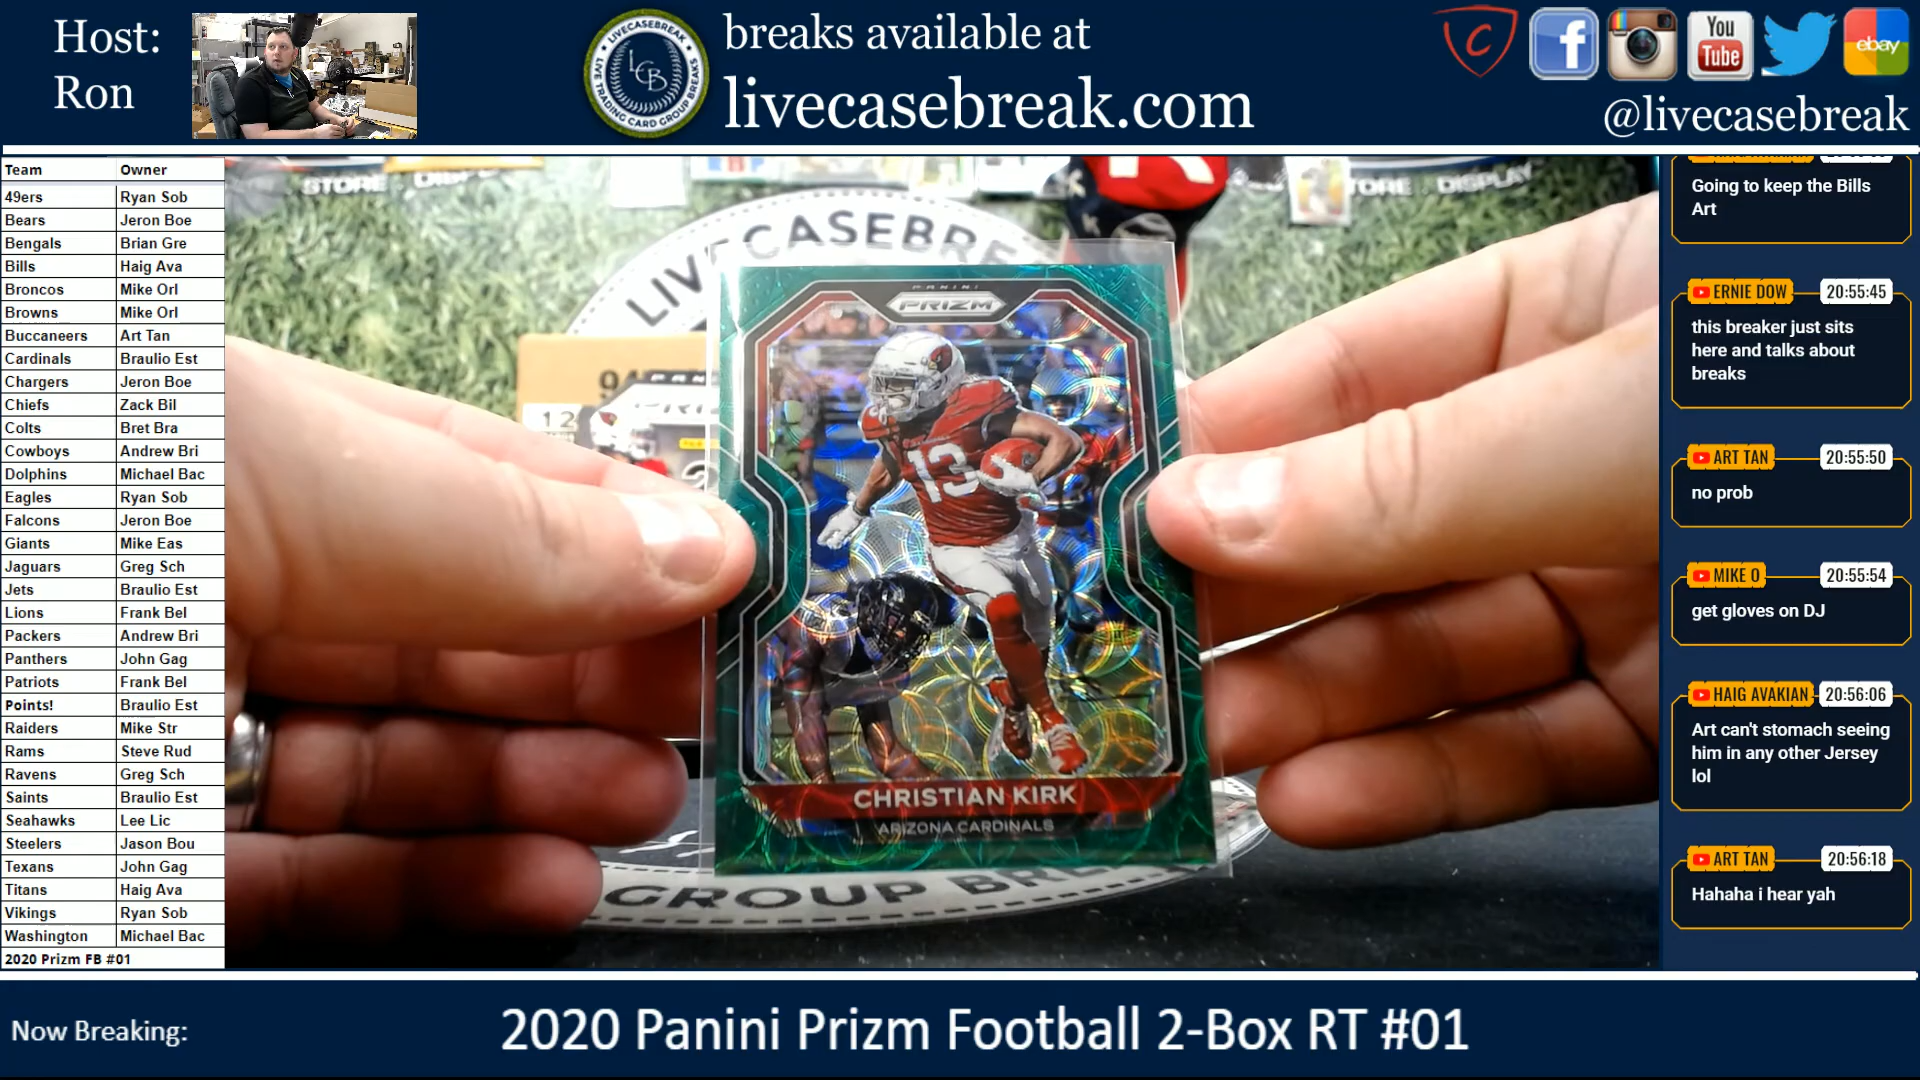 Host:
Ron
LIVECASEBREAK
LCB
LIVE TRADING CARD GROUP BREAKS
breaks available at
livecasebreak.com
C
f
You
Tube
ebay
@livecasebreak
Team Owner
49ers Ryan Sob
Bears Jeron Boe
Bengals Brian Gre
Bills Haig Ava
Broncos Mike Orl
Browns Mike Orl
Buccaneers Art Tan
Cardinals Braulio Est
Chargers Jeron Boe
Chiefs Zack Bil
Colts Bret Bra
Cowboys Andrew Bri
Dolphins Michael Bac
Eagles Ryan Sob
Falcons Jeron Boe
Giants Mike Eas
Jaguars Greg Sch
Jets Braulio Est
Lions Frank Bel
Packers Andrew Bri
Panthers John Gag
Patriots Frank Bel
Points! Braulio Est
Raiders Mike Str
Rams Steve Rud
Ravens Greg Sch
Saints Braulio Est
Seahawks Lee Lic
Steelers Jason Bou
Texans John Gag
Titans Haig Ava
Vikings Ryan Sob
Washington Michael Bac
2020 Prizm FB #01
STORE DISPLAY
LIVECASEBRE
12
PANINI
PRIZM
13
CHRISTIAN KIRK
ARIZONA CARDINALS
GROUP BRE
Going to keep the Bills
Art
ERNIE DOW 20:55:45
this breaker just sits
here and talks about
breaks
ART TAN 20:55:50
no prob
MIKE O 20:55:54
get gloves on DJ
HAIG AVAKIAN 20:56:06
Art can't stomach seeing
him in any other Jersey
lol
ART TAN 20:56:18
Hahaha i hear yah
Now Breaking:
2020 Panini Prizm Football 2-Box RT #01